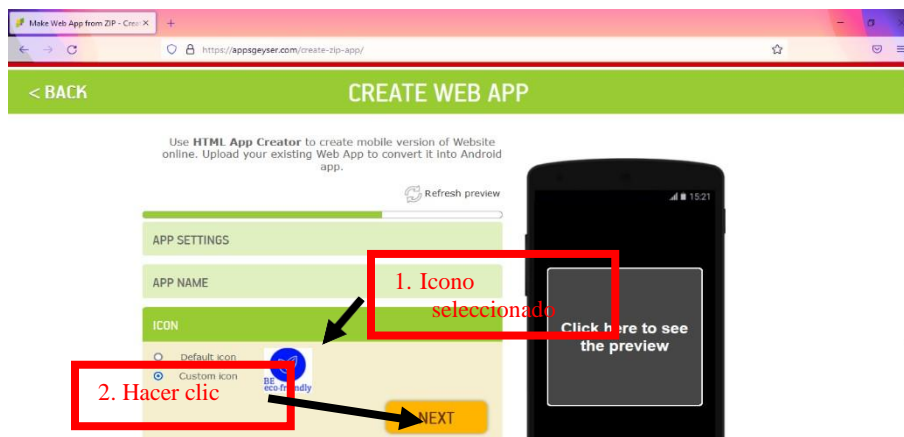 Make Web App from ZIP - Crea
https://appsgeyser.com/create-zip-app/
< BACK
CREATE WEB APP
Use HTML App Creator to create mobile version of Website
online. Upload your existing Web App to convert it into Android
app.
Refresh preview
15:21
APP SETTINGS
APP NAME
1. Icono
seleccionado
ICON
Click here to see
the preview
Default icon
Custom icon
BE
eco-friendly
2. Hacer clic
NEXT